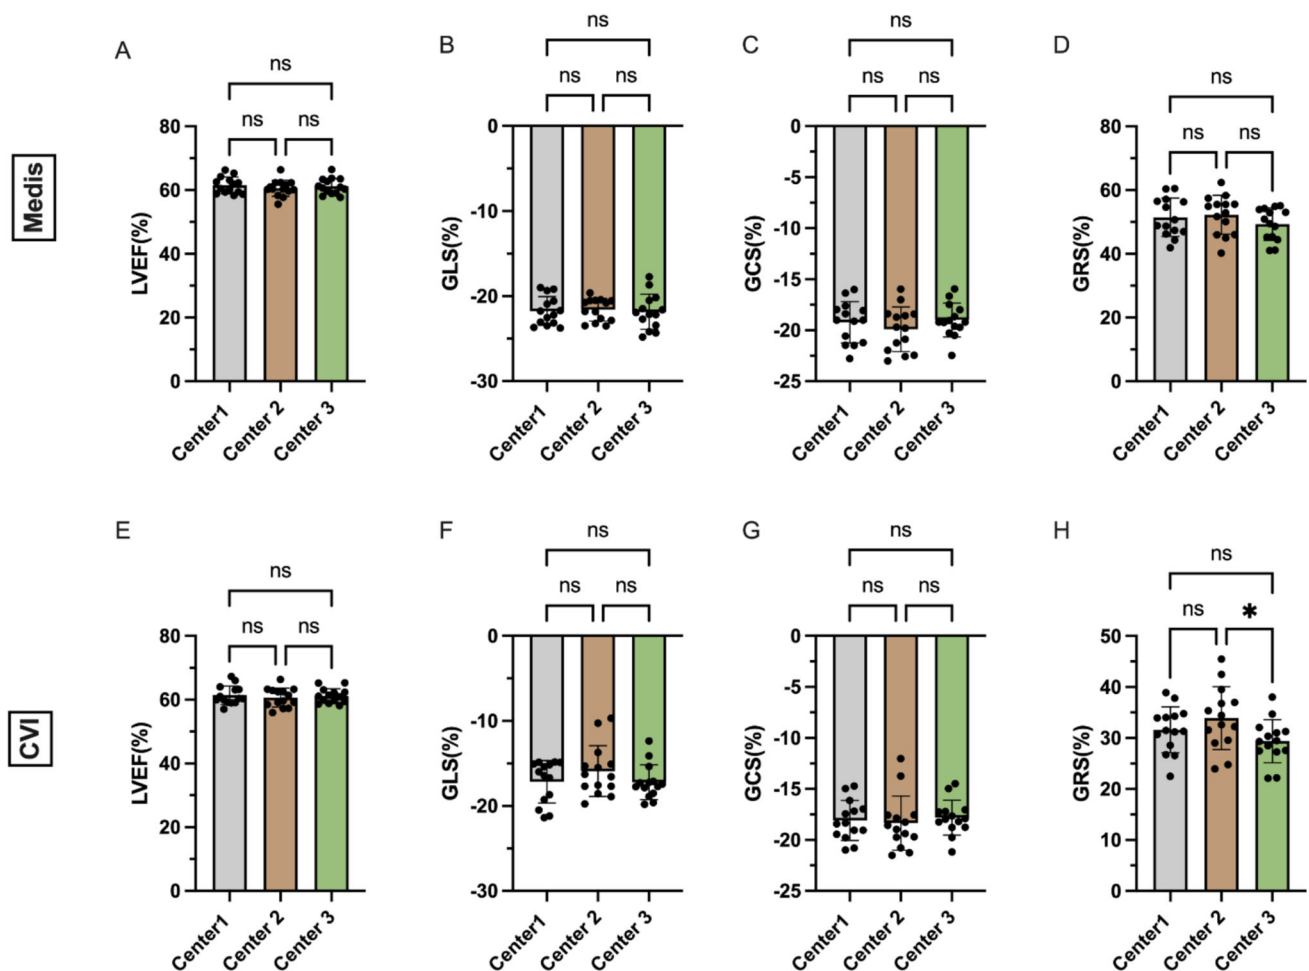 Medis
A
ns
ns ns
LVEF(%)
80
60
40
20
0
Center1
Center 2
Center 3
B
ns
ns ns
GLS(%)
0
-10
-20
-30
Center1
Center 2
Center 3
C
ns
ns ns
GCS(%)
0
-5
-10
-15
-20
-25
Center1
Center 2
Center 3
D
ns
ns ns
GRS(%)
80
60
40
20
0
Center1
Center 2
Center 3
CVI
E
ns
ns ns
LVEF(%)
80
60
40
20
0
Center1
Center 2
Center 3
F
ns
ns ns
GLS(%)
0
-10
-20
-30
Center1
Center 2
Center 3
G
ns
ns ns
GCS(%)
0
-5
-10
-15
-20
-25
Center1
Center 2
Center 3
H
ns
ns *
GRS(%)
50
40
30
20
10
0
Center1
Center 2
Center 3